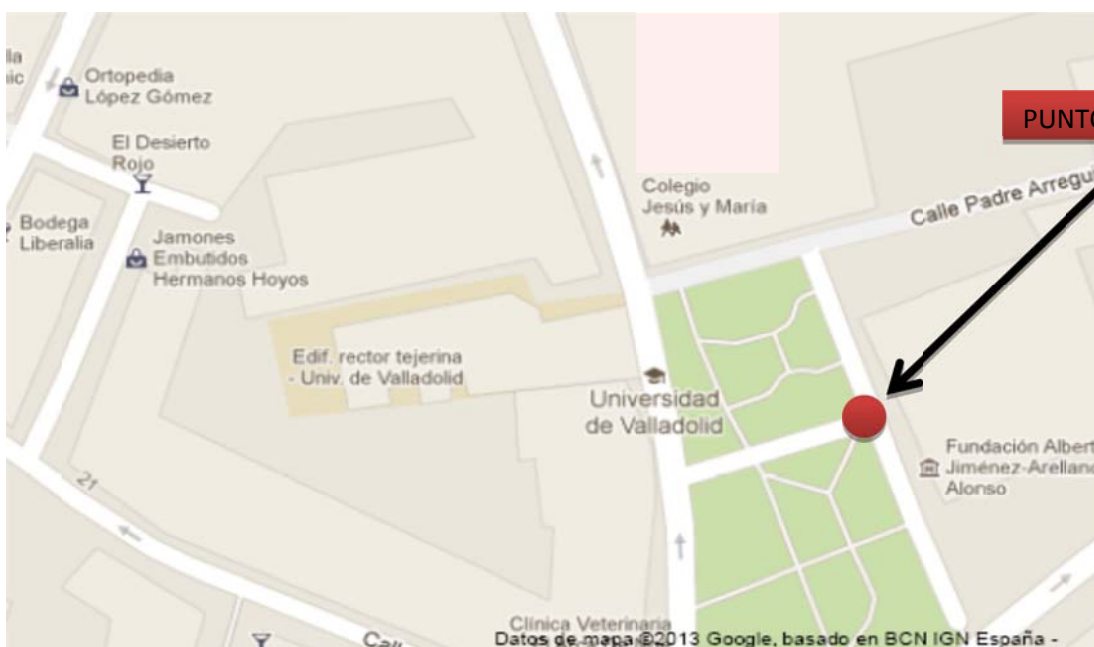 Ortopedia
López Gómez
El Desierto
Rojo
Bodega
Liberalia
Jamones
Embutidos
Hermanos Hoyos
Colegio
Jesús y María
PUNTO
Calle Padre Arregui
Edif. rector tejerina
- Univ. de Valladolid
Universidad
de Valladolid
Fundación Albert
Jiménez-Arellano
Alonso
21
Clínica Veterinaria
Datos de mapa ©2013 Google, basado en BCN IGN España -